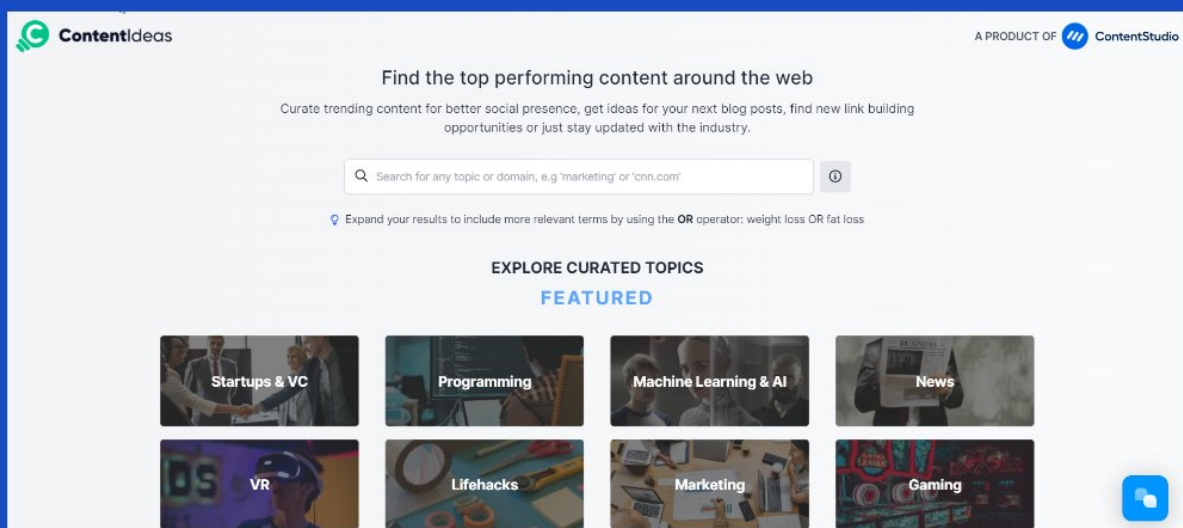 ContentIdeas
A PRODUCT OF ContentStudio
Find the top performing content around the web
Curate trending content for better social presence, get ideas for your next blog posts, find new link building
opportunities or just stay updated with the industry.
Search for any topic or domain, e.g 'marketing' or 'cnn.com'
Expand your results to include more relevant terms by using the OR operator: weight loss OR fat loss
EXPLORE CURATED TOPICS
FEATURED
Startups & VC
Programming
Machine Learning & AI
BUSINESS
News
VR
Lifehacks
Marketing
Gaming